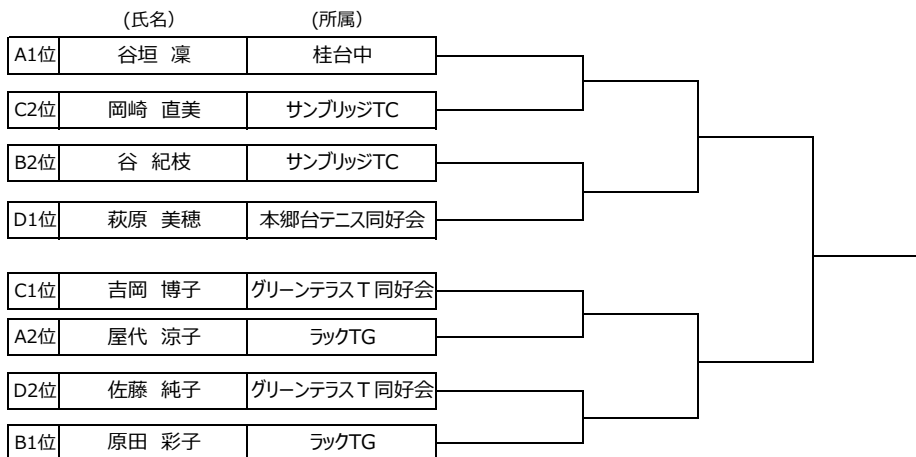 (氏名） (所属）
A1位 谷垣 凜 桂台中
C2位 岡崎 直美 サンブリッジTC
B2位 谷 紀枝 サンブリッジTC
D1位 萩原 美穂 本郷台テニス同好会
C1位 吉岡 博子 グリーンテラスT同好会
A2位 屋代 涼子 ラックTG
D2位 佐藤 純子 グリーンテラスT同好会
B1位 原田 彩子 ラックTG